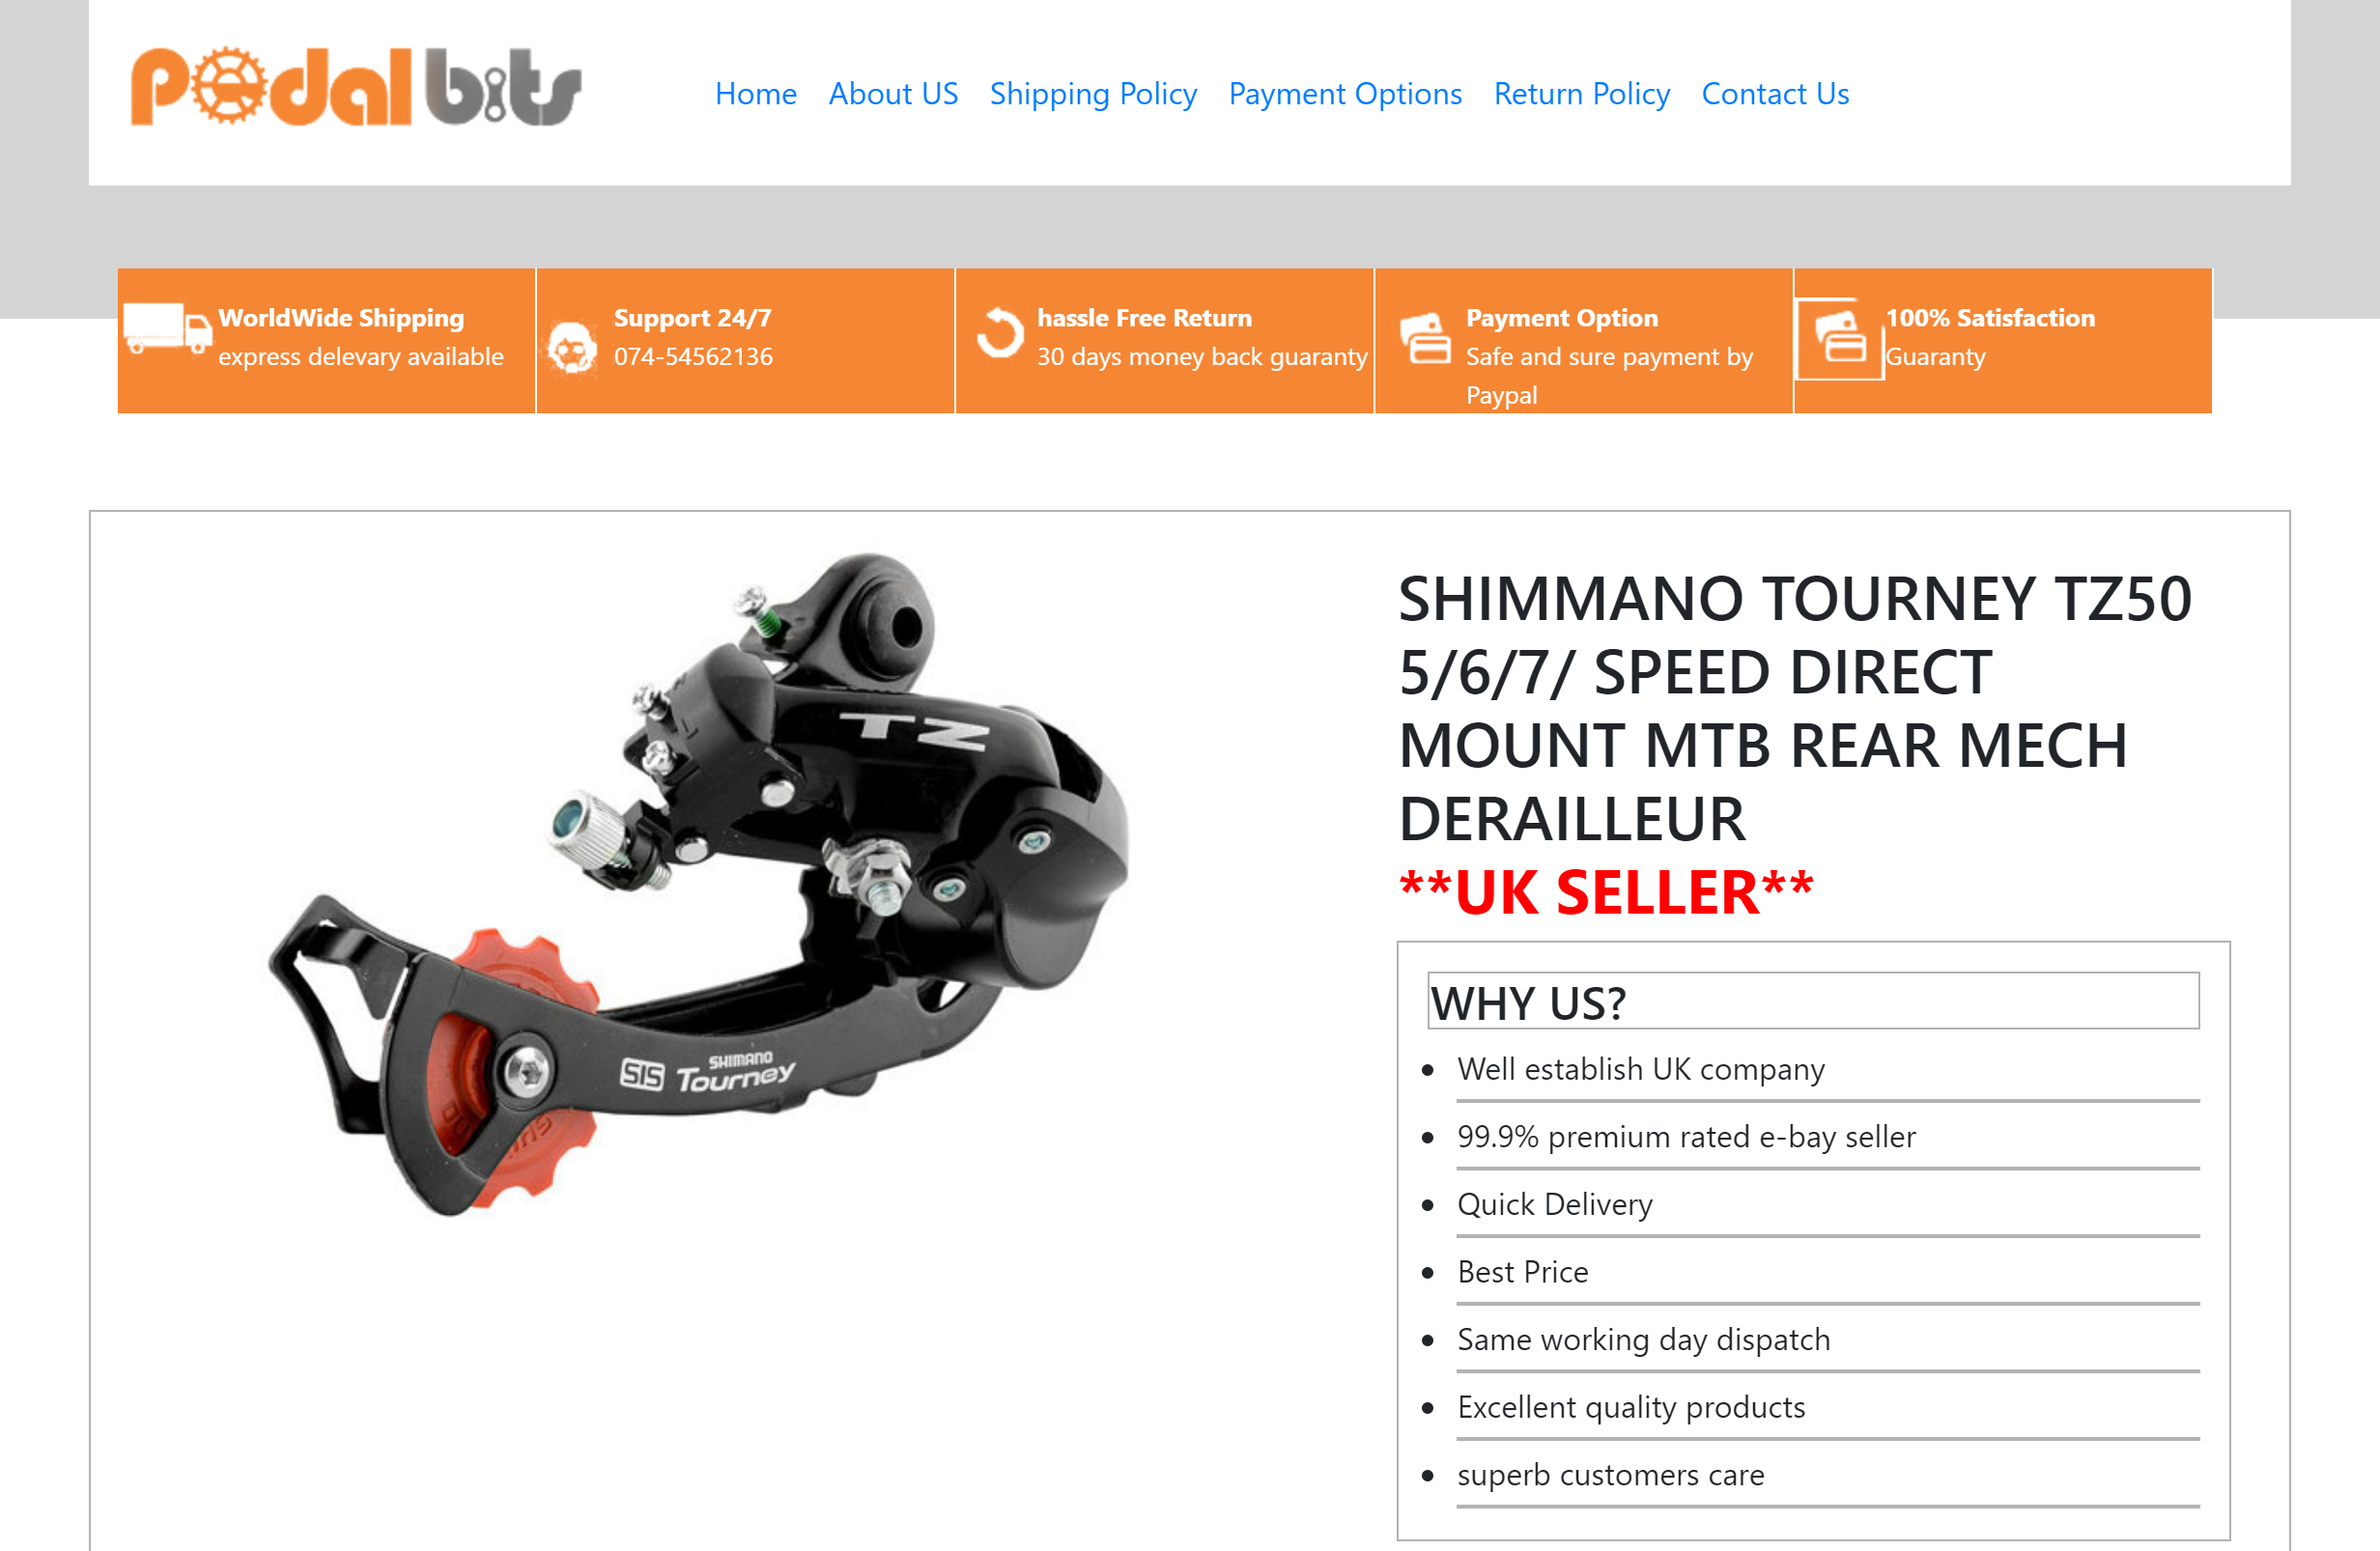 Pedal bits
Home About US Shipping Policy Payment Options Return Policy Contact Us
WorldWide Shipping
express delevary available
Support 24/7
074-54562136
hassle Free Return
30 days money back guaranty
Payment Option
Safe and sure payment by
Paypal
100% Satisfaction
Guaranty
TZ
SIS
SHIMANO
Tourney
SHIMMANO TOURNEY TZ50
5/6/7/ SPEED DIRECT
MOUNT MTB REAR MECH
DERAILLEUR
**UK SELLER**
WHY US?
Well establish UK company
99.9% premium rated e-bay seller
Quick Delivery
Best Price
Same working day dispatch
Excellent quality products
superb customers care